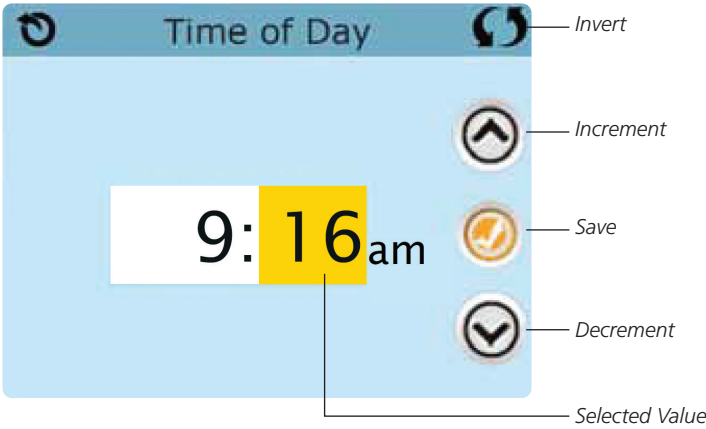 Time of Day
Invert
Increment
9:16am
Save
Decrement
Selected Value